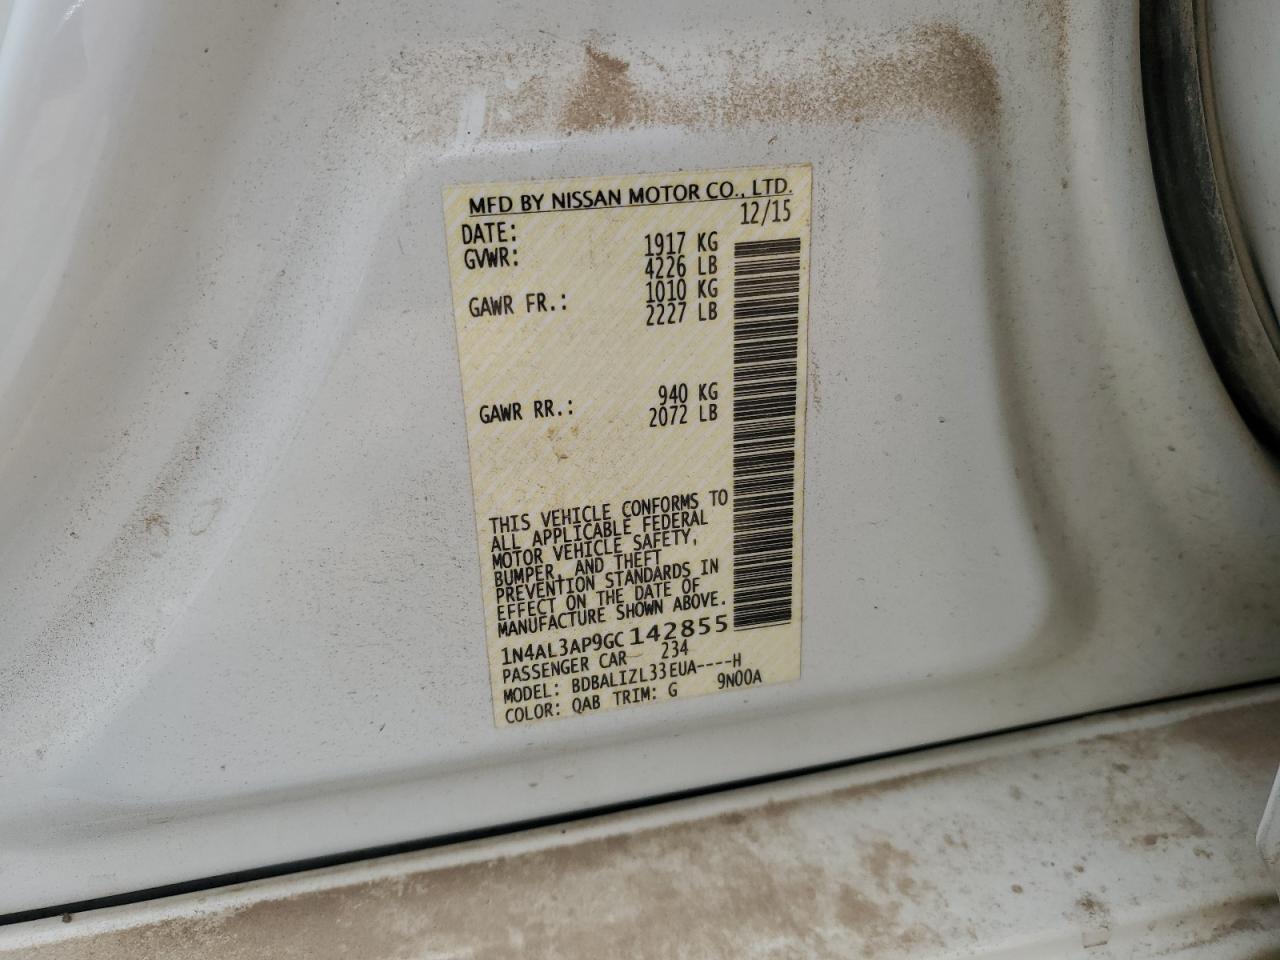 MFD BY NISSAN MOTOR CO., LTD.
DATE: 12/15
GVWR: 1917 KG
4226 LB
GAWR FR.: 1010 KG
2227 LB
GAWR RR.: 940 KG
2072 LB
THIS VEHICLE CONFORMS TO
ALL APPLICABLE FEDERAL
MOTOR VEHICLE SAFETY,
BUMPER, AND THEFT
PREVENTION STANDARDS IN
EFFECT ON THE DATE OF
MANUFACTURE SHOWN ABOVE.
1N4AL3AP9GC142855
PASSENGER CAR 234
MODEL: BDBALIZL33EUA----H
COLOR: QAB TRIM: G 9N00A